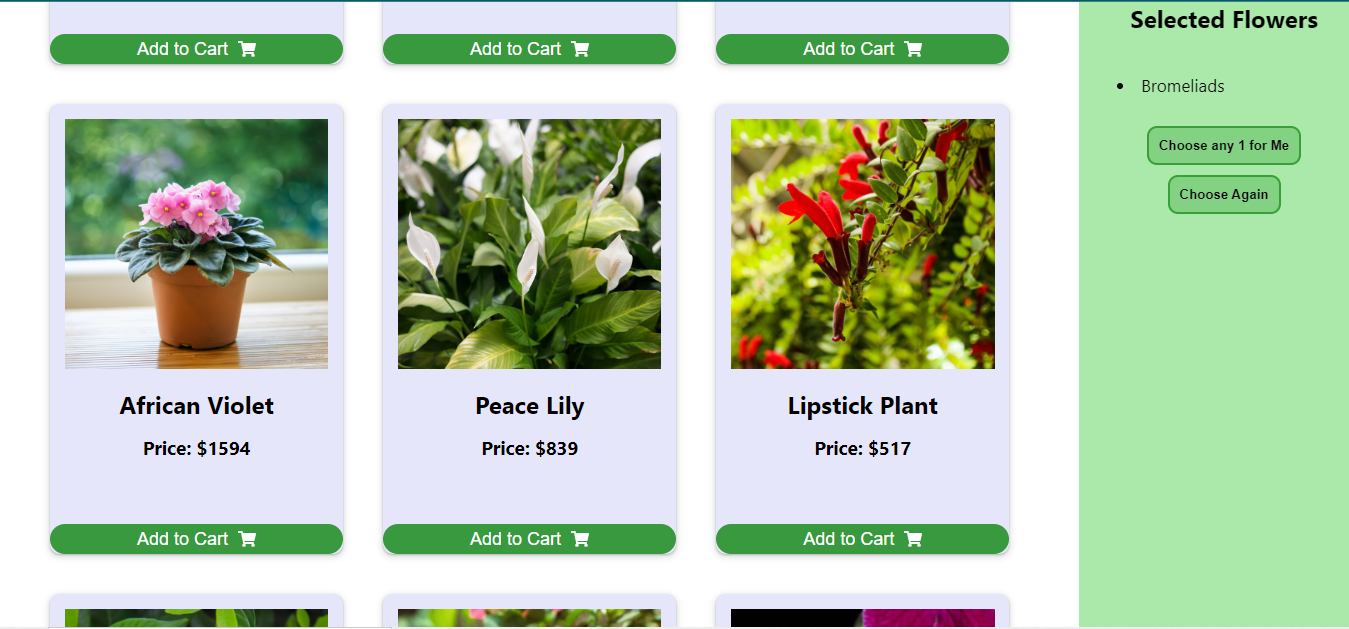 Add to Cart
Add to Cart
Add to Cart
African Violet
Price: $1594
Add to Cart
Peace Lily
Price: $839
Add to Cart
Lipstick Plant
Price: $517
Add to Cart
Selected Flowers
Bromeliads
Choose any 1 for Me
Choose Again